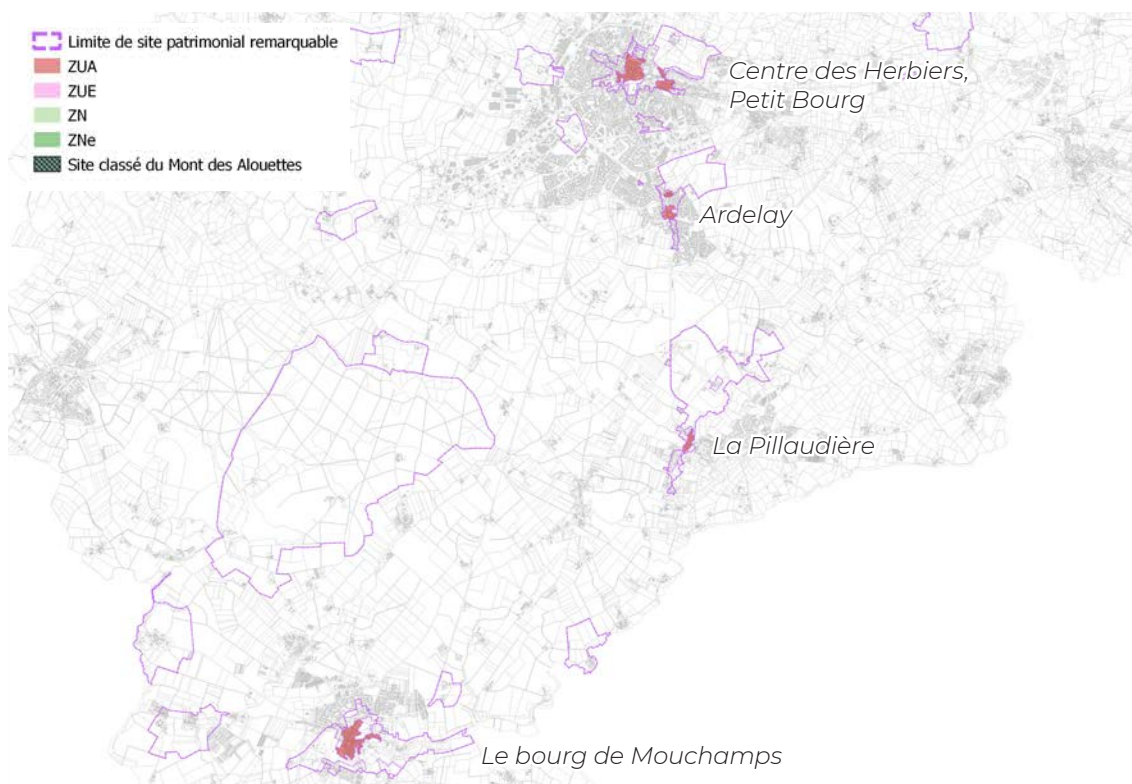 Limite de site patrimonial remarquable
ZUA
ZUE
ZN
ZNe
Site classé du Mont des Alouettes
Centre des Herbiers,
Petit Bourg
Ardelay
La Pillaudière
Le bourg de Mouchamps